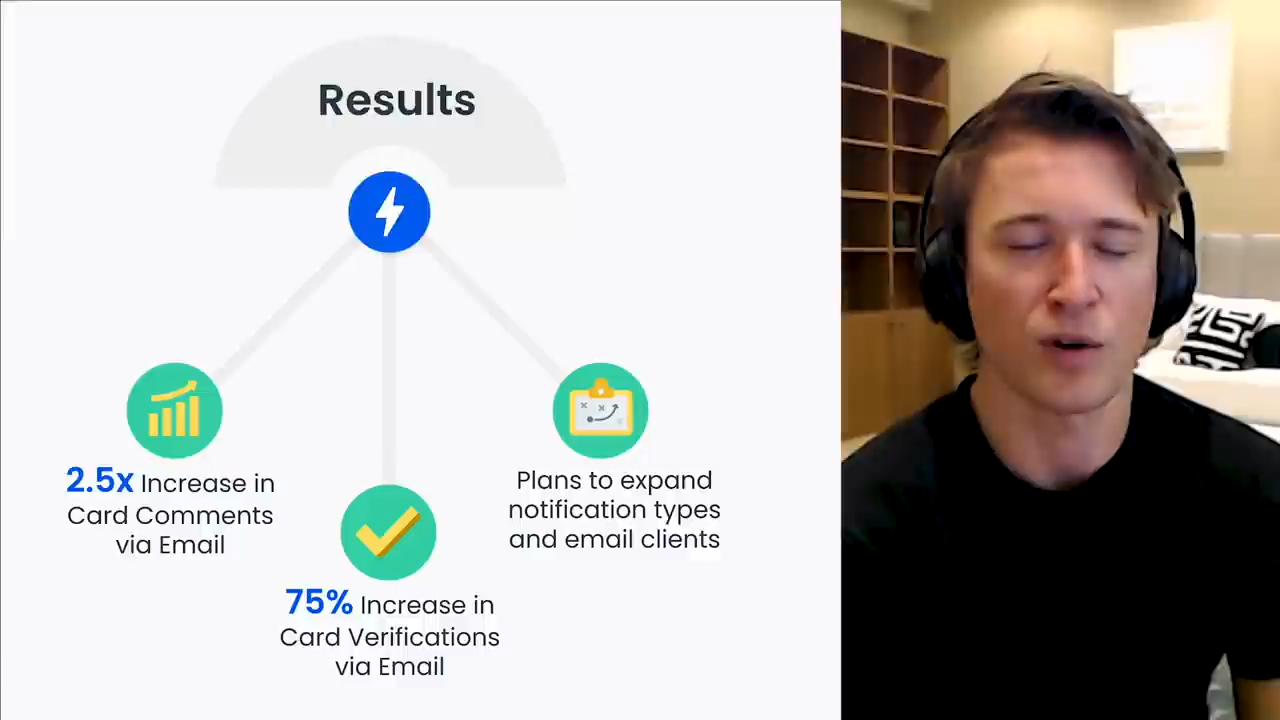 Results
2.5x Increase in
Card Comments
via Email
75% Increase in
Card Verifications
via Email
Plans to expand
notification types
and email clients